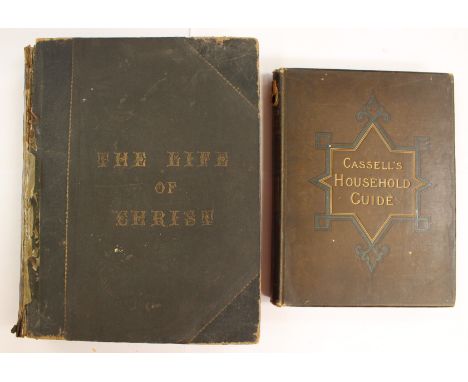 THE LIFE
OF
CHRIST
CASSELL'S
HOUSEHOLD
GUIDE